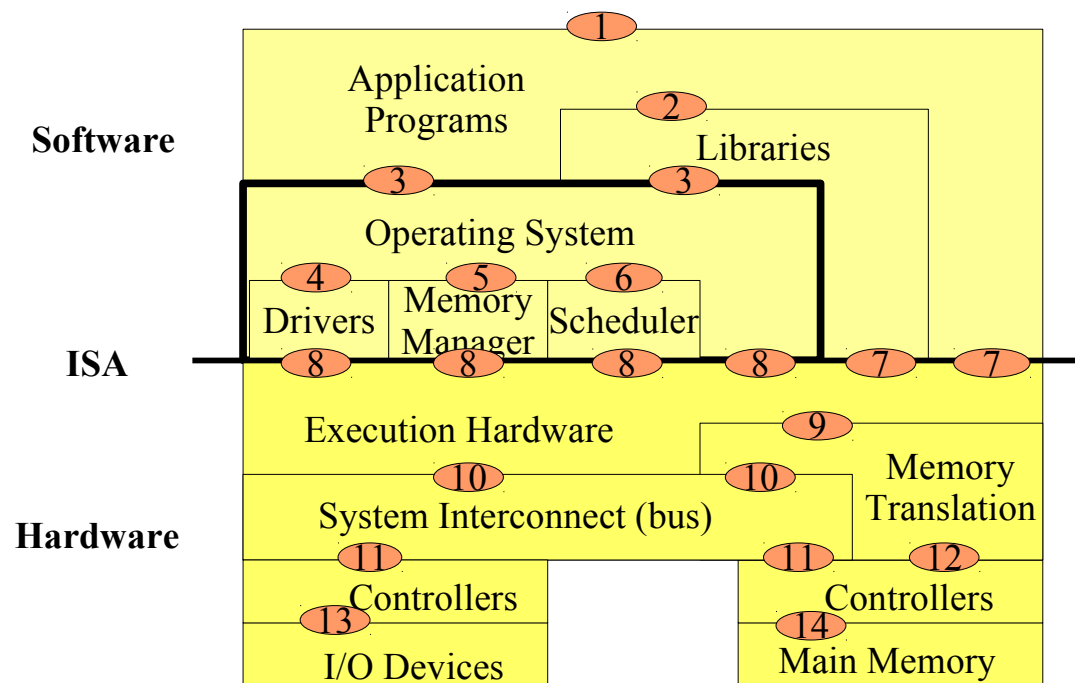 1
Application
Programs
2
Software
Libraries
3 3
Operating System
4 5 6
Drivers Memory Manager Scheduler
ISA
8 8 8 8 7 7
Execution Hardware
9
10 10
Memory
Translation
System Interconnect (bus)
Hardware
11 11 12
Controllers Controllers
13 14
I/O Devices Main Memory